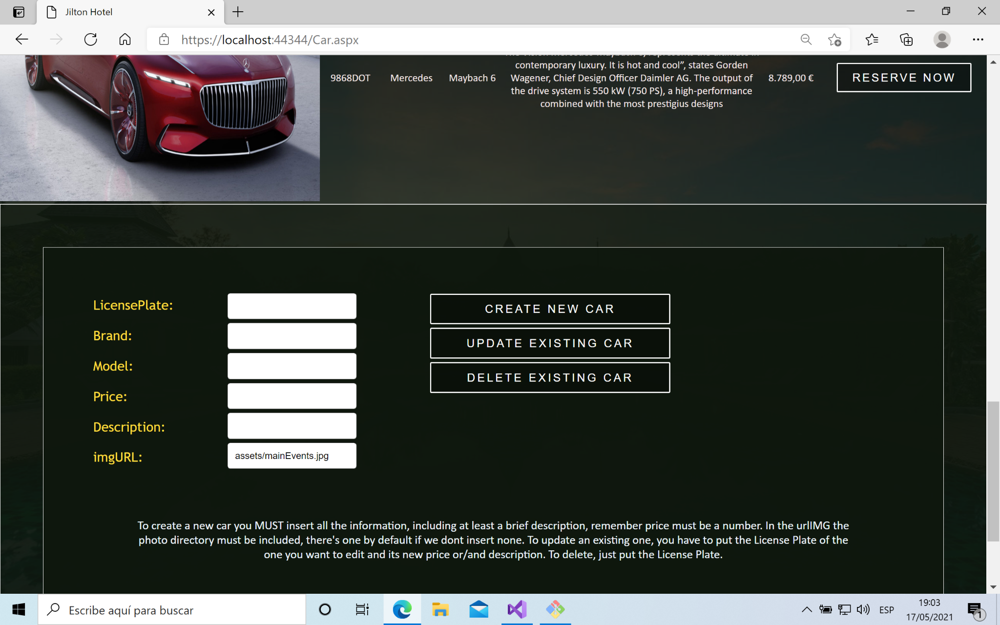 Jilton Hotel
https://localhost:44344/Car.aspx
contemporary luxury. It is hot and cool”, states Gorden
9868DOT Mercedes Maybach 6 Wagener, Chief Design Officer Daimler AG. The output of 8.789,00 € RESERVE NOW
the drive system is 550 kW (750 PS), a high-performance
combined with the most prestigius designs
LicensePlate:
Brand:
Model:
Price:
Description:
imgURL: assets/mainEvents.jpg
CREATE NEW CAR
UPDATE EXISTING CAR
DELETE EXISTING CAR
To create a new car you MUST insert all the information, including at least a brief description, remember price must be a number. In the urlIMG the
photo directory must be included, there's one by default if we dont insert none. To update an existing one, you have to put the License Plate of the
one you want to edit and its new price or/and description. To delete, just put the License Plate.
Escribe aquí para buscar
ESP
19:03
17/05/2021
1